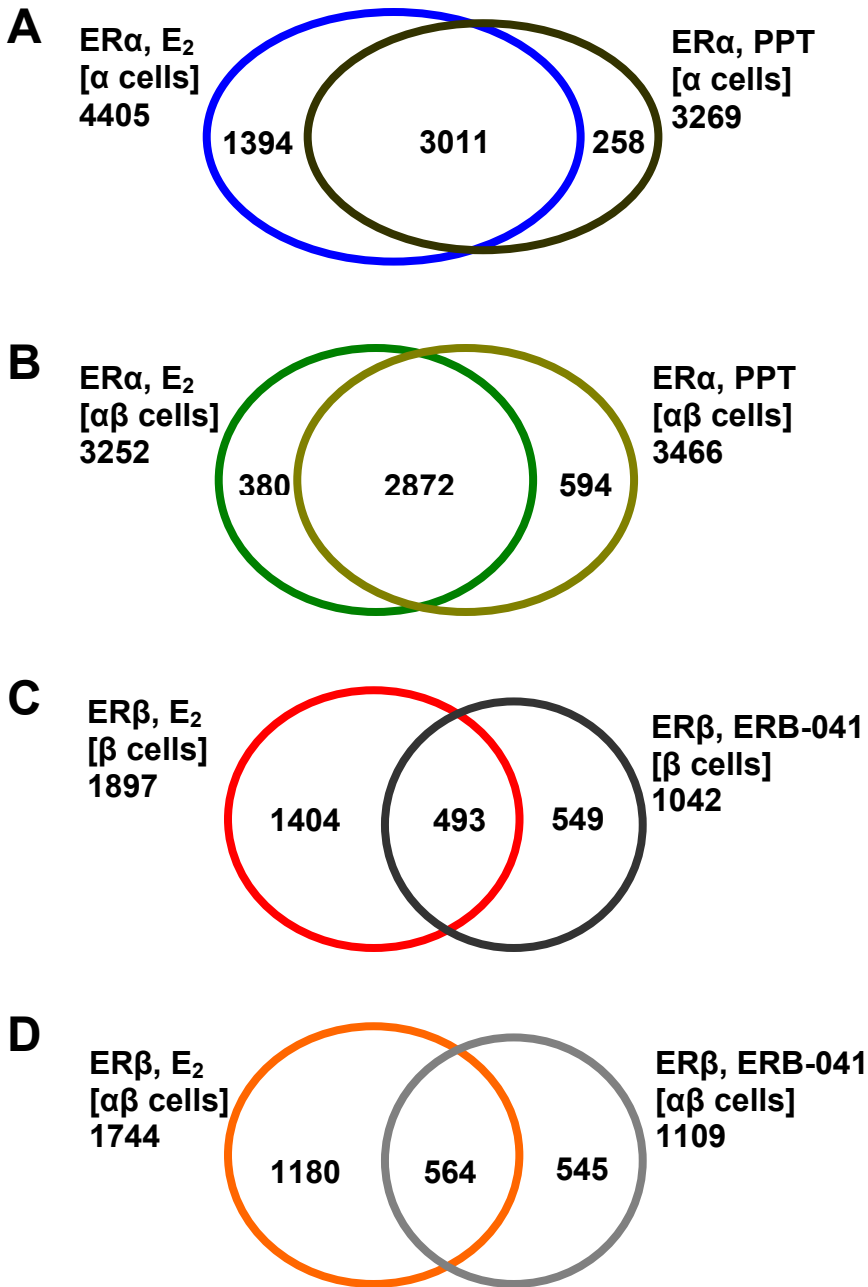 A
ERα, E₂
[α cells]
4405
1394
3011
258
ERα, PPT
[α cells]
3269
B
ERα, E₂
[αβ cells]
3252
380
2872
594
ERα, PPT
[αβ cells]
3466
C
ERβ, E₂
[β cells]
1897
1404
493
549
ERβ, ERB-041
[β cells]
1042
D
ERβ, E₂
[αβ cells]
1744
1180
564
545
ERβ, ERB-041
[αβ cells]
1109